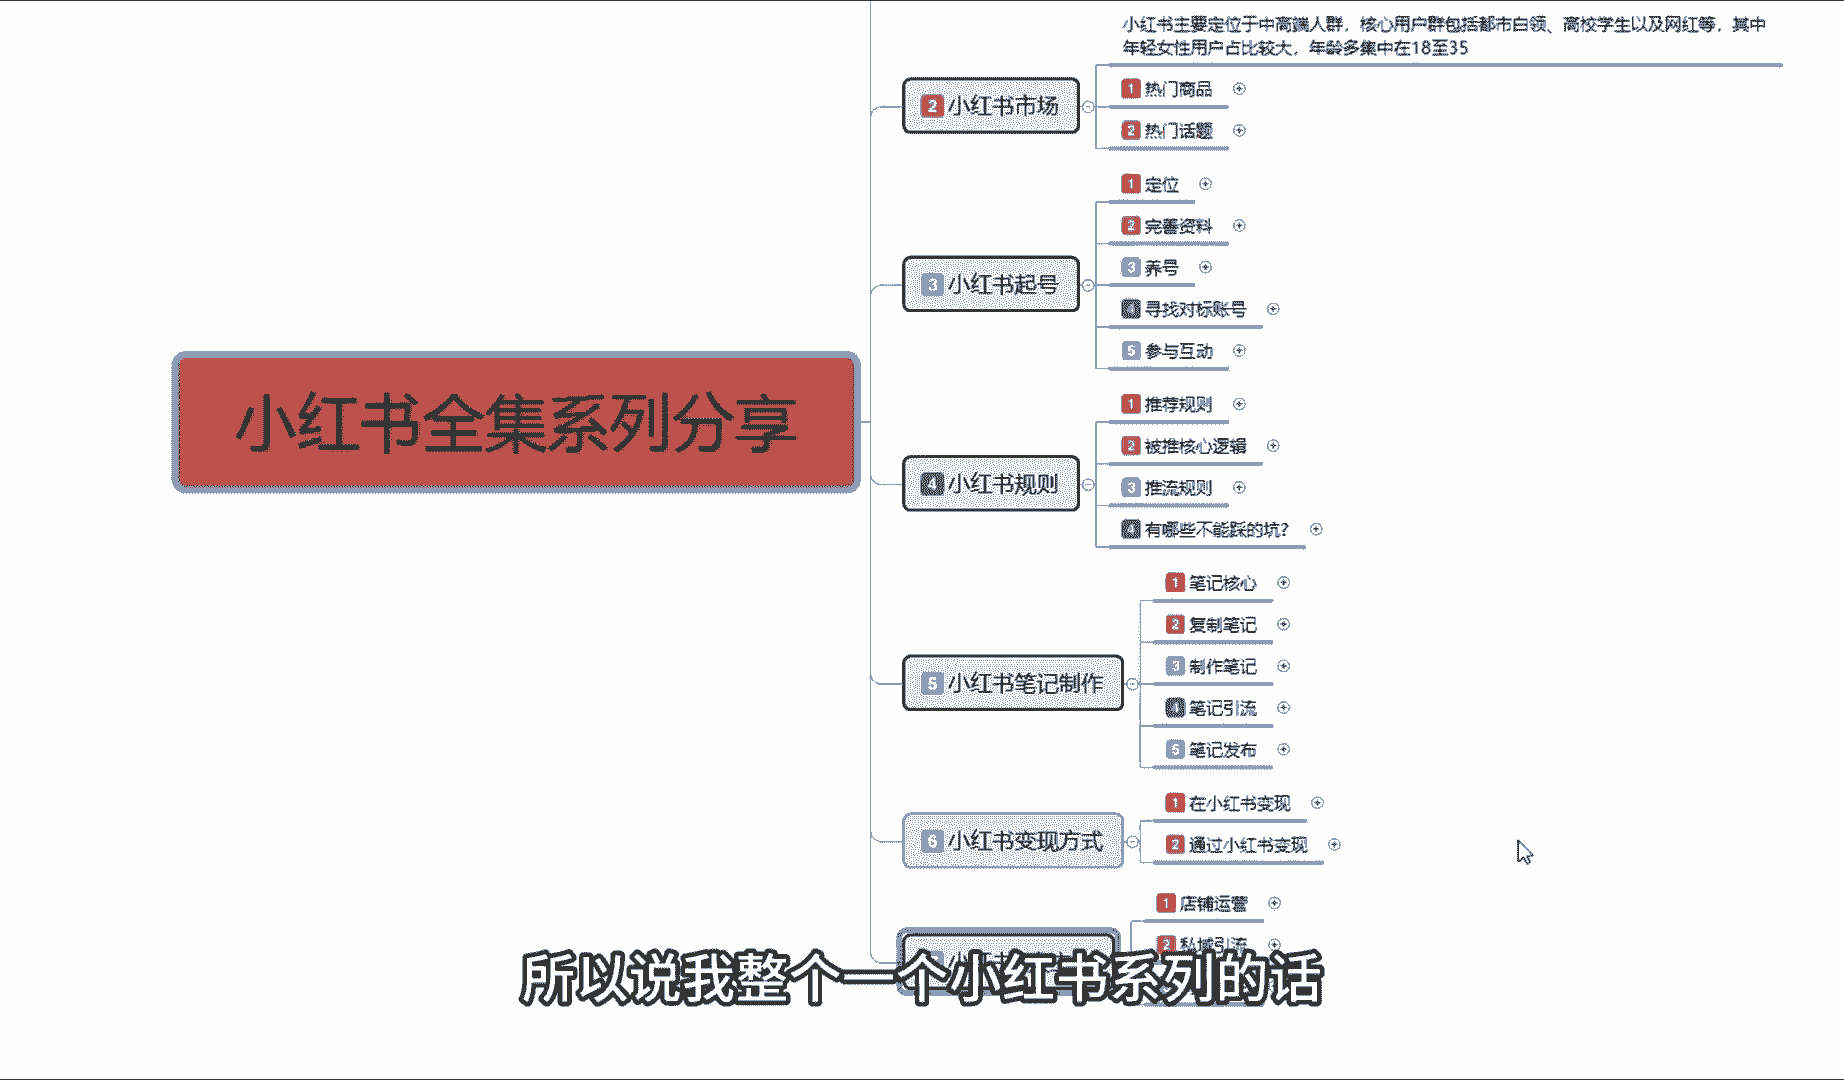 小红书主要定位于中高端人群，核心用户群包括都市白领、高校学生以及网红等，其中
年轻女性用户占比较大，年龄多集中在18至35
2 小红书市场
1 热门商品
2 热门话题
3 小红书起号
1 定位
2 完善资料
3 养号
4 寻找对标账号
5 参与互动
小红书全集系列分享
4 小红书规则
1 推荐规则
2 被推核心逻辑
3 推流规则
4 有哪些不能踩的坑？
5 小红书笔记制作
1 笔记核心
2 复制笔记
3 制作笔记
4 笔记引流
5 笔记发布
6 小红书变现方式
1 在小红书变现
2 通过小红书变现
1 店铺运营
2 私域引流
所以说我整个一个小红书系列的话